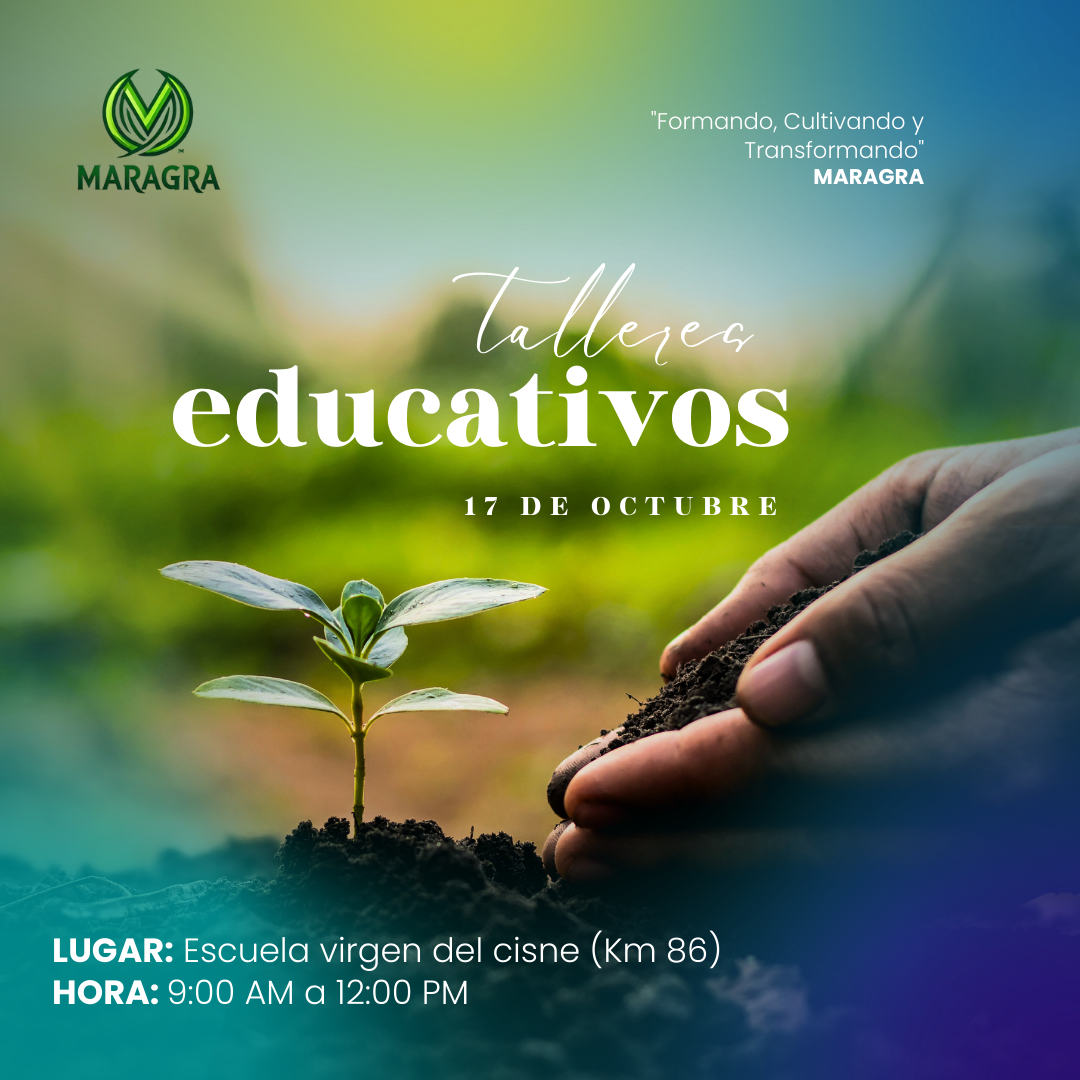 MARAGRA
"Formando, Cultivando y
Transformando"
MARAGRA
talleres
educativos
17 DE OCTUBRE
LUGAR: Escuela virgen del cisne (Km 86)
HORA: 9:00 AM a 12:00 PM